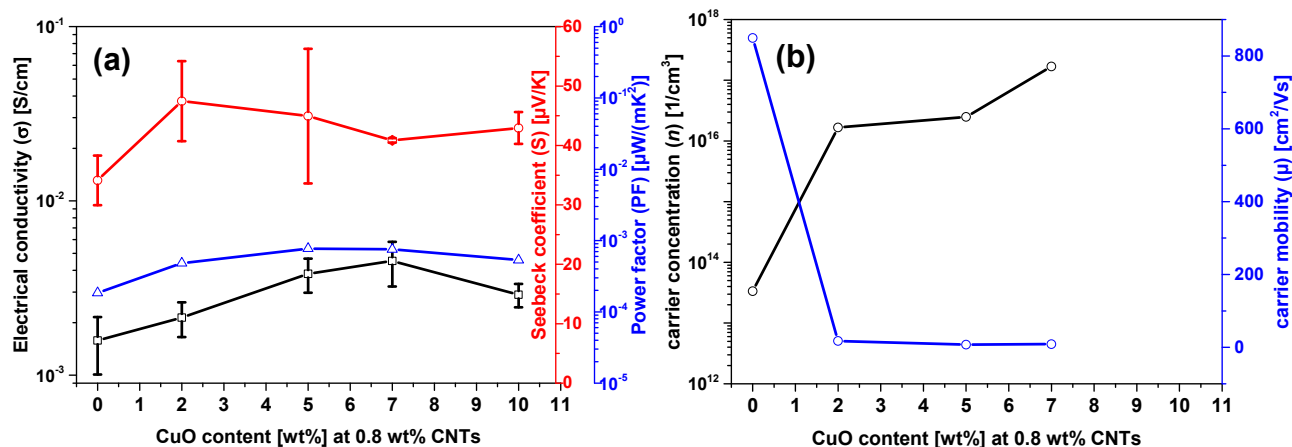 (a)
Electrical conductivity (σ) [S/cm]
10⁻¹
10⁻²
10⁻³
60
50
40
30
20
10
0
Seebeck coefficient (S) [µV/K]
10⁰
10⁻¹
10⁻²
10⁻³
10⁻⁴
10⁻⁵
Power factor (PF) [µW/(mK²)]
0 1 2 3 4 5 6 7 8 9 10 11
CuO content [wt%] at 0.8 wt% CNTs
(b)
carrier concentration (n) [1/cm³]
10¹⁸
10¹⁶
10¹⁴
10¹²
800
600
400
200
0
carrier mobility (µ) [cm²/Vs]
0 1 2 3 4 5 6 7 8 9 10 11
CuO content [wt%] at 0.8 wt% CNTs